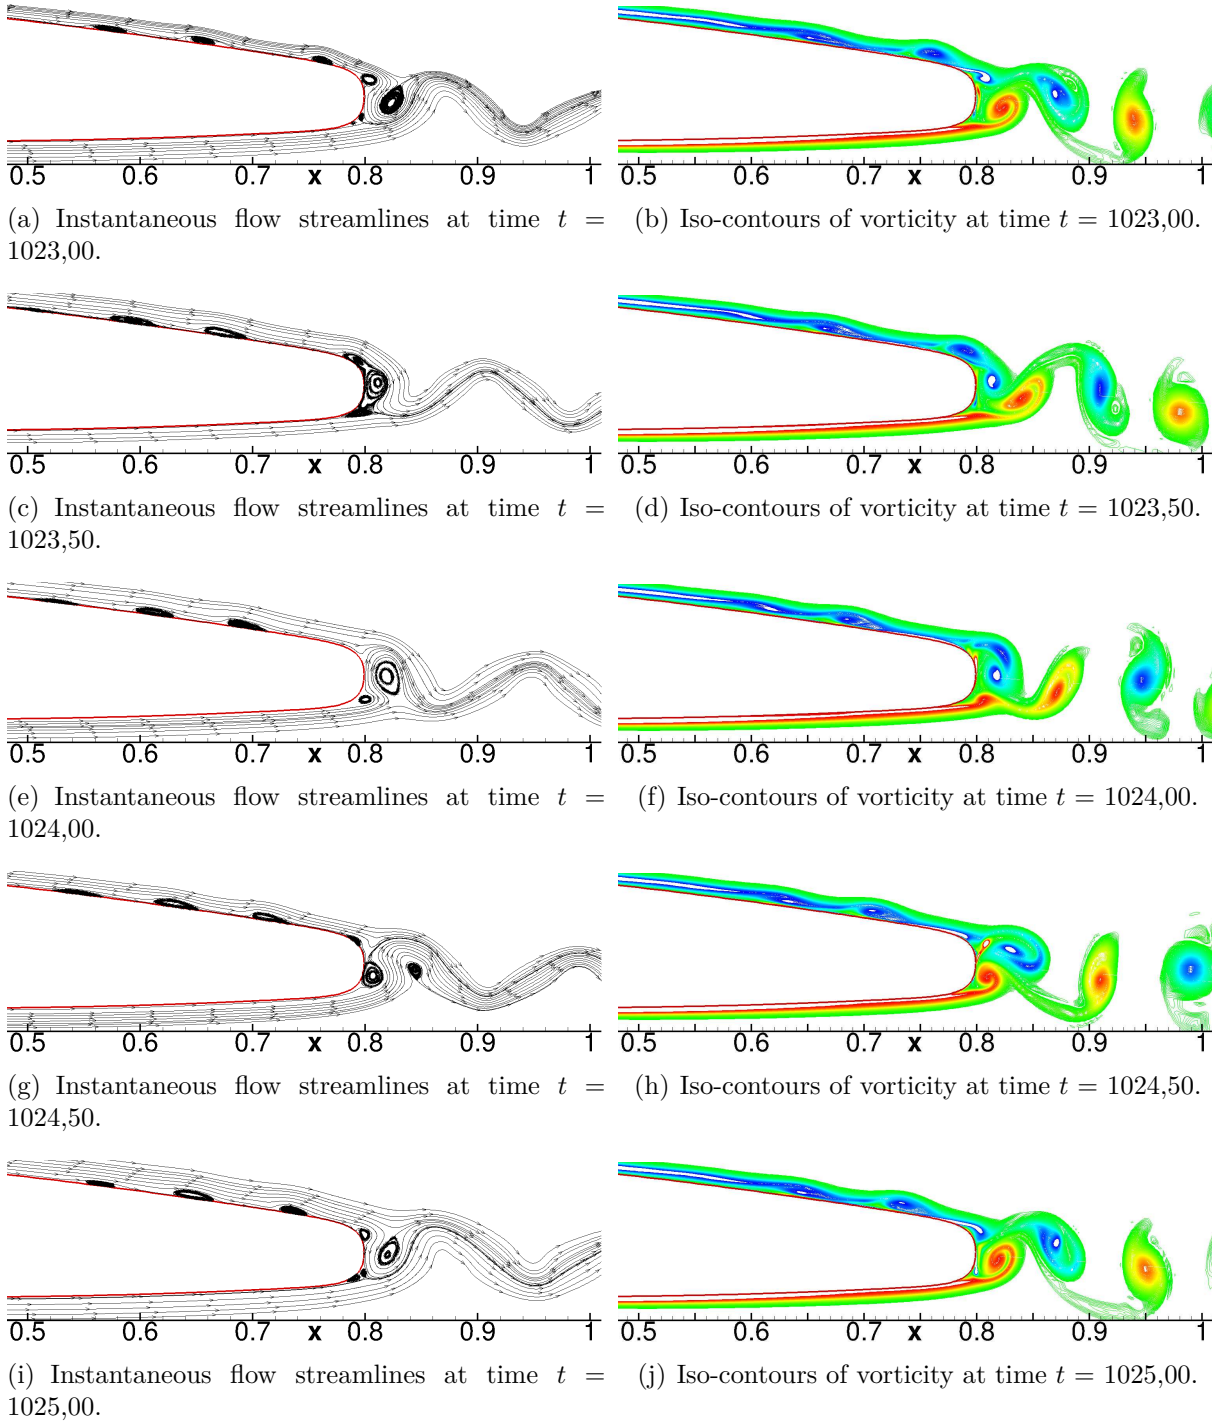 0.5 0.6 0.7 x 0.8 0.9 1
0.5 0.6 0.7 x 0.8 0.9 1
(a) Instantaneous flow streamlines at time t =
1023,00.
(b) Iso-contours of vorticity at time t = 1023,00.
0.5 0.6 0.7 x 0.8 0.9 1
0.5 0.6 0.7 x 0.8 0.9 1
(c) Instantaneous flow streamlines at time t =
1023,50.
(d) Iso-contours of vorticity at time t = 1023,50.
0.5 0.6 0.7 x 0.8 0.9 1
0.5 0.6 0.7 x 0.8 0.9 1
(e) Instantaneous flow streamlines at time t =
1024,00.
(f) Iso-contours of vorticity at time t = 1024,00.
0.5 0.6 0.7 x 0.8 0.9 1
0.5 0.6 0.7 x 0.8 0.9 1
(g) Instantaneous flow streamlines at time t =
1024,50.
(h) Iso-contours of vorticity at time t = 1024,50.
0.5 0.6 0.7 x 0.8 0.9 1
0.5 0.6 0.7 x 0.8 0.9 1
(i) Instantaneous flow streamlines at time t =
1025,00.
(j) Iso-contours of vorticity at time t = 1025,00.